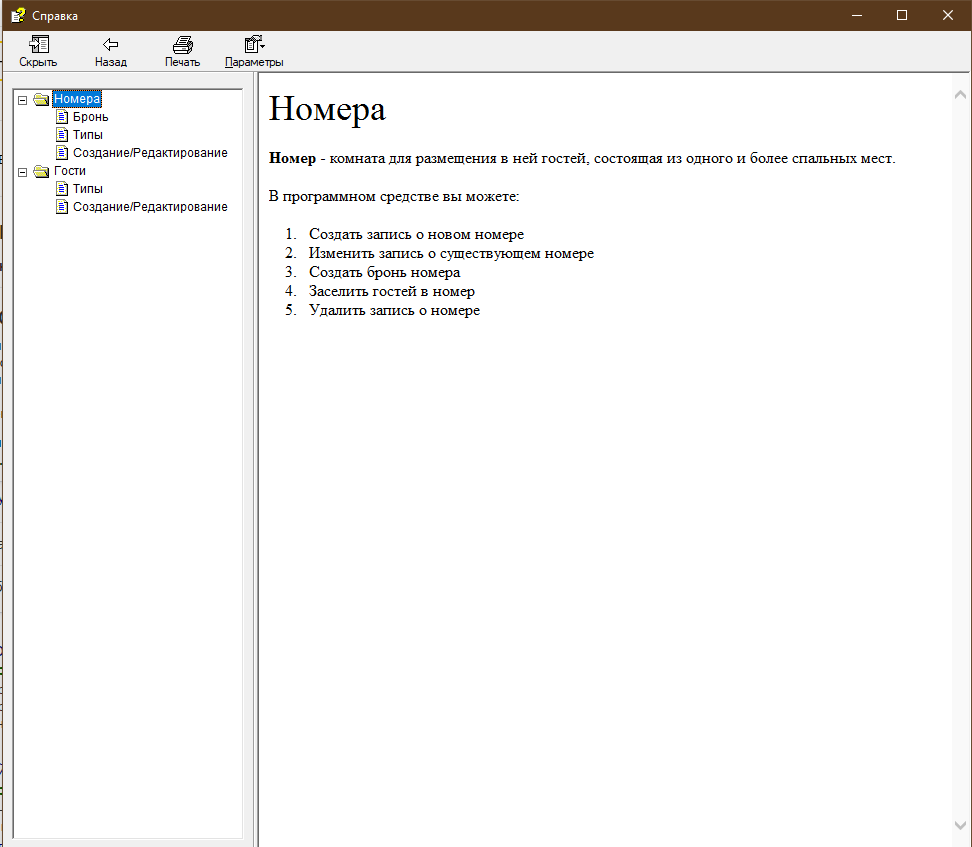 Справка
Скрыть
Назад
Печать
Параметры
Номера
Бронь
Типы
Создание/Редактирование
Гости
Типы
Создание/Редактирование
Номера
Номер - комната для размещения в ней гостей, состоящая из одного и более спальных мест.
В программном средстве вы можете:
1. Создать запись о новом номере
2. Изменить запись о существующем номере
3. Создать бронь номера
4. Заселить гостей в номер
5. Удалить запись о номере